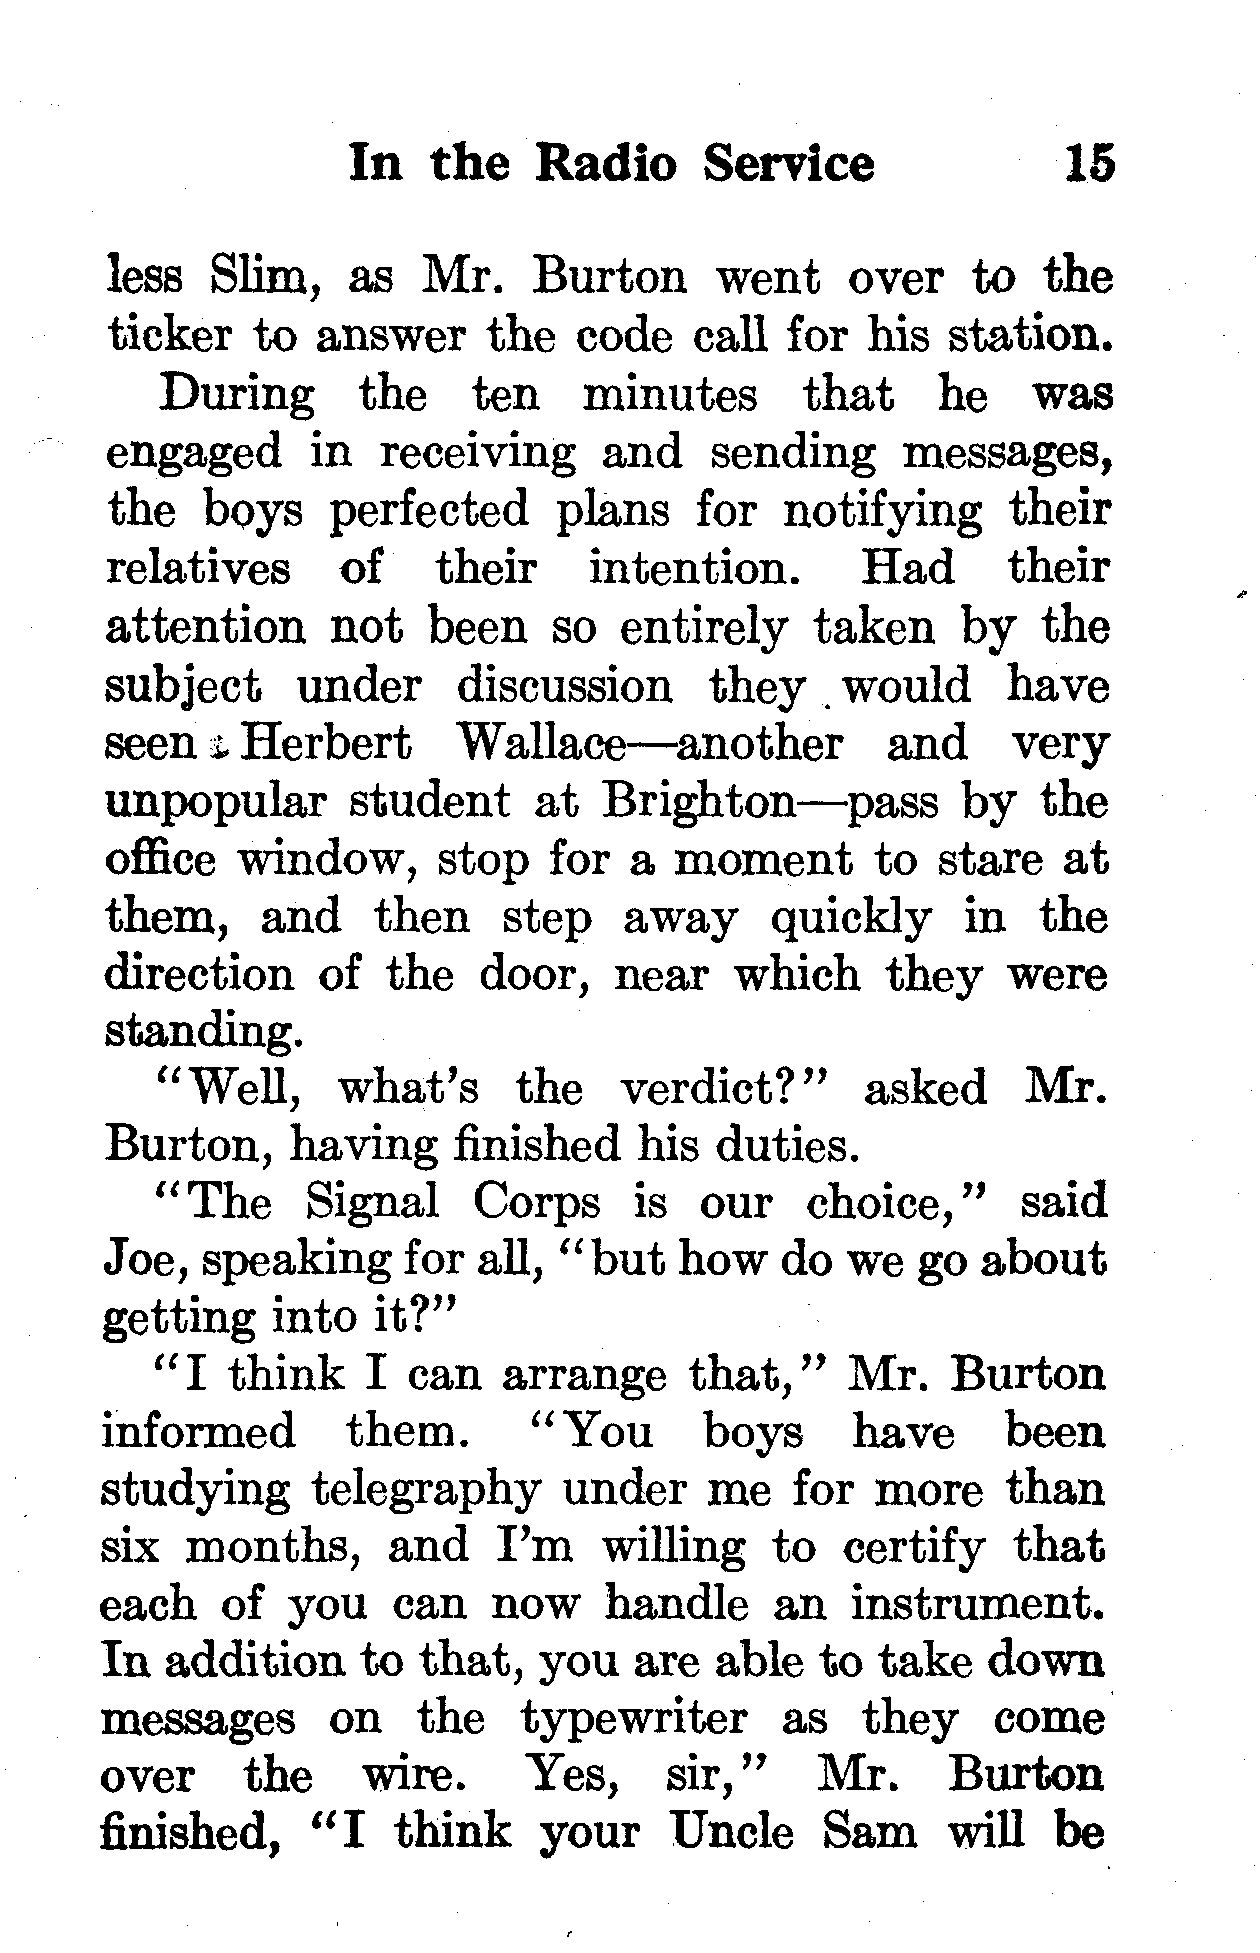 In the Radio Service 15
less Slim, as Mr. Burton went over to the
ticker to answer the code call for his station.
During the ten minutes that he was
engaged in receiving and sending messages,
the boys perfected plans for notifying their
relatives of their intention. Had their
attention not been so entirely taken by the
subject under discussion they would have
seen Herbert Wallace—another and very
unpopular student at Brighton—pass by the
office window, stop for a moment to stare at
them, and then step away quickly in the
direction of the door, near which they were
standing.
“Well, what’s the verdict?” asked Mr.
Burton, having finished his duties.
“The Signal Corps is our choice,” said
Joe, speaking for all, “but how do we go about
getting into it?”
“I think I can arrange that,” Mr. Burton
informed them. “You boys have been
studying telegraphy under me for more than
six months, and I’m willing to certify that
each of you can now handle an instrument.
In addition to that, you are able to take down
messages on the typewriter as they come
over the wire. Yes, sir,” Mr. Burton
finished, “I think your Uncle Sam will be